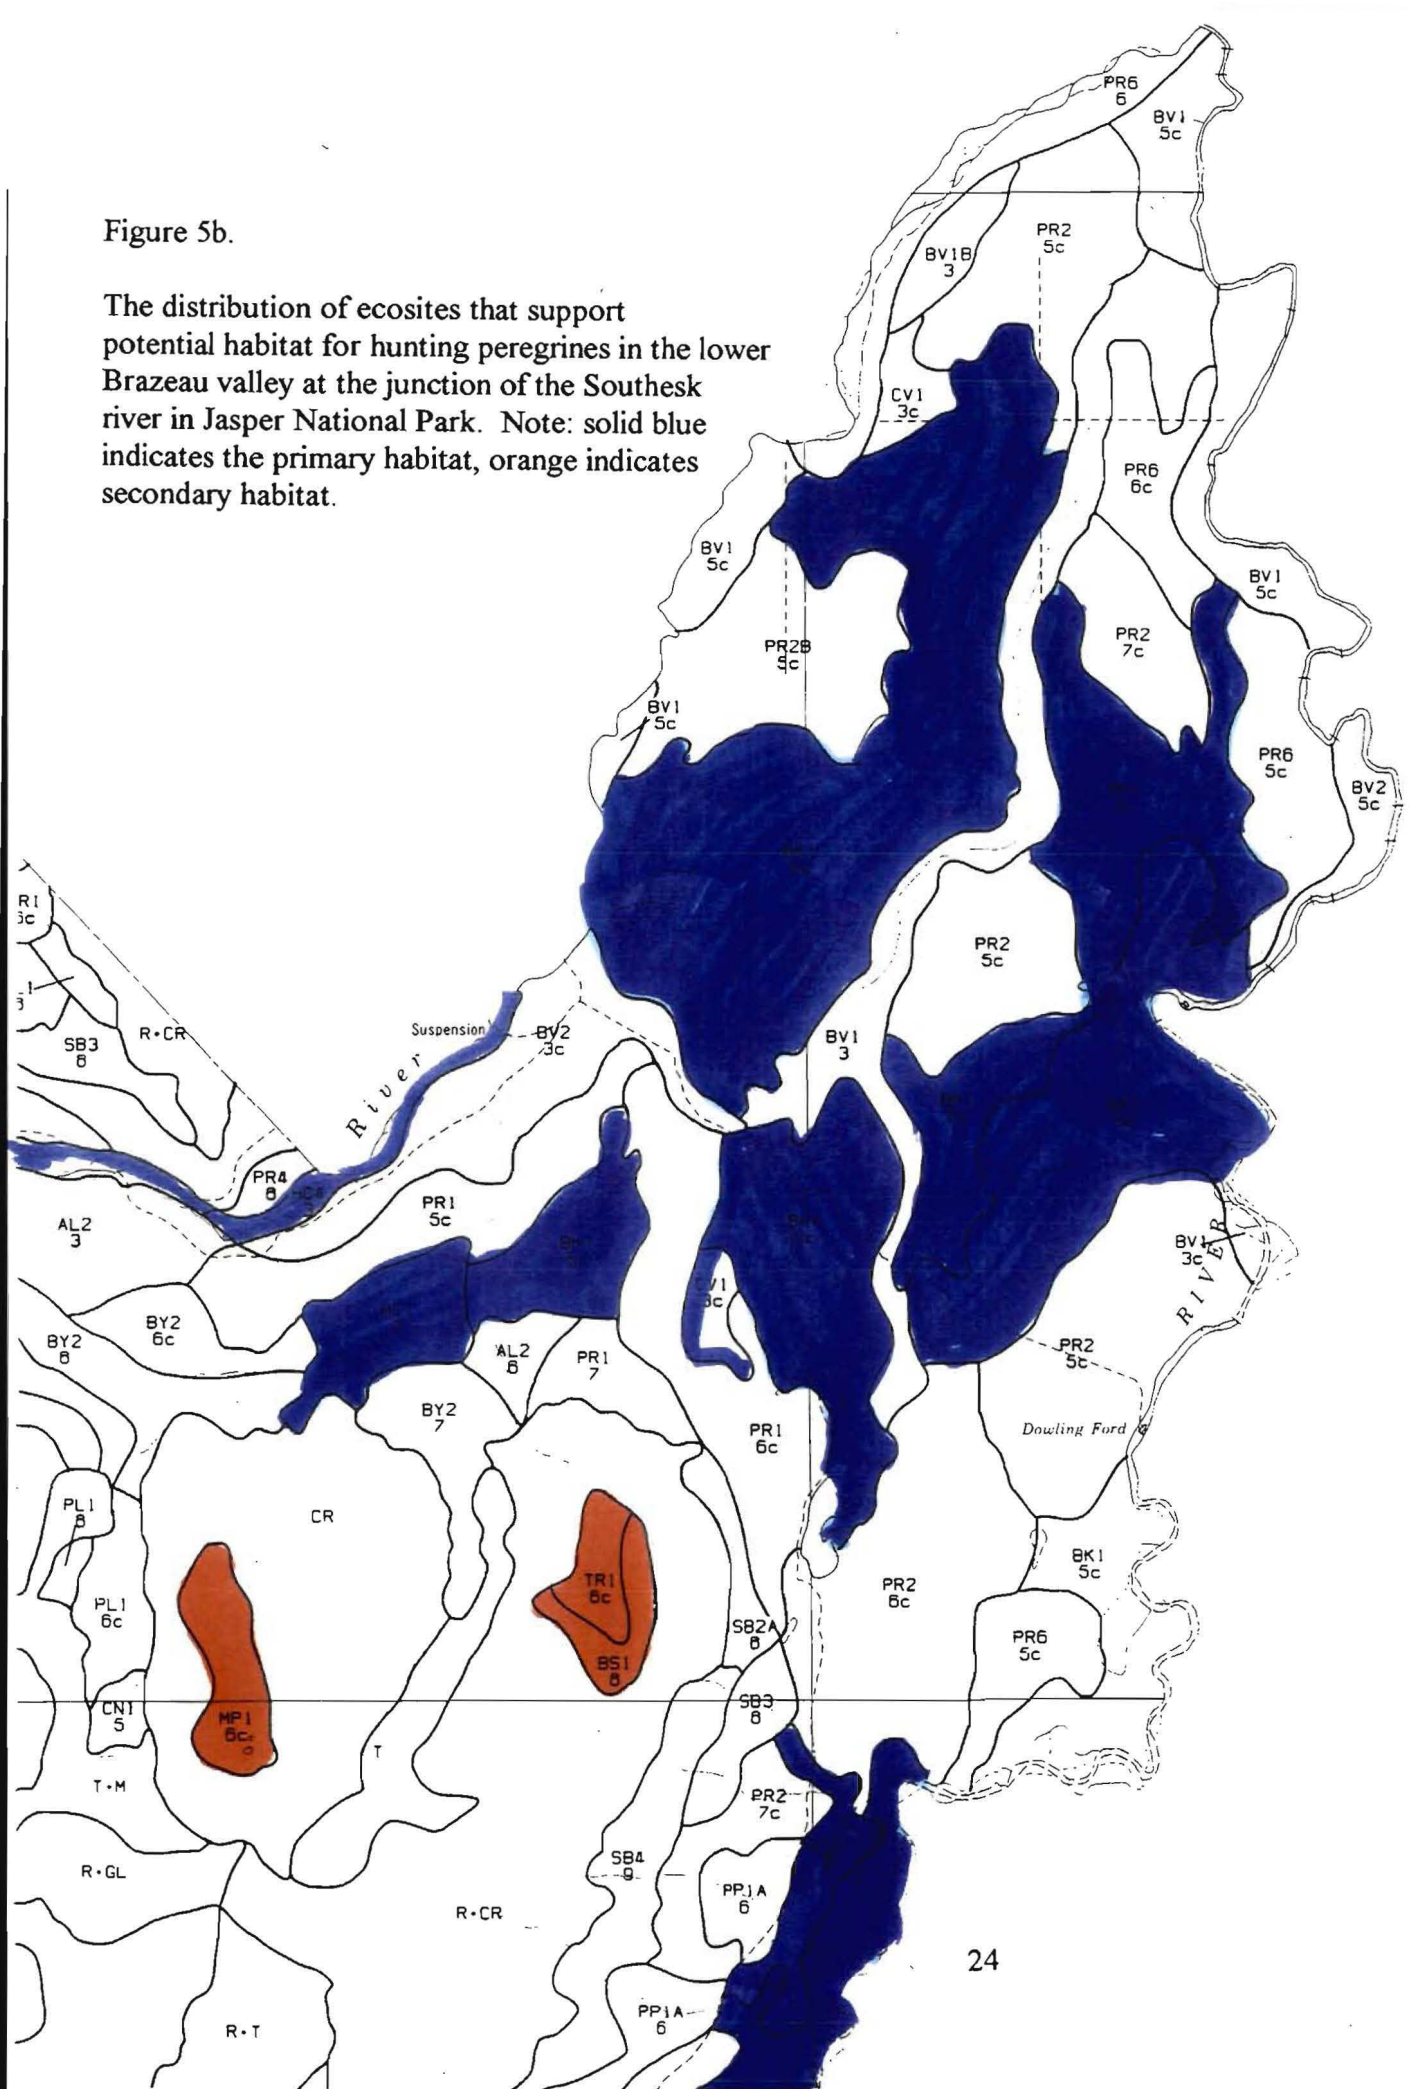 PR6
6
BV1
5c
Figure 5b.
PR2
5c
BV1B
3
The distribution of ecosites that support
potential habitat for hunting peregrines in the lower
Brazeau valley at the junction of the Southesk
river in Jasper National Park. Note: solid blue
indicates the primary habitat, orange indicates
secondary habitat.
CV1
3c
PR6
6c
BV1
5c
BV1
5c
PR2
7c
PR2B
5c
BV1
5c
PR6
5c
BV2
5c
R1
PR2
5c
SB3
8
R•CR
Suspension
River
BV2
3c
BV1
3
PR4
8
AL2
3
PR1
5c
BV1
3c
RIVER
BY2
8
BY2
6c
AL2
8
PR1
7
PR2
5c
BY2
7
PR1
6c
Dowling Ford
PL1
8
CR
BK1
5c
PL1
6c
TR1
6c
PR2
6c
SB2A
8
PR6
5c
BS1
8
CN1
5
MP1
6c
SB3
8
T
T•M
PR2
7c
R•GL
SB4
9
PP1A
6
R•CR
24
PP1A
6
R•T